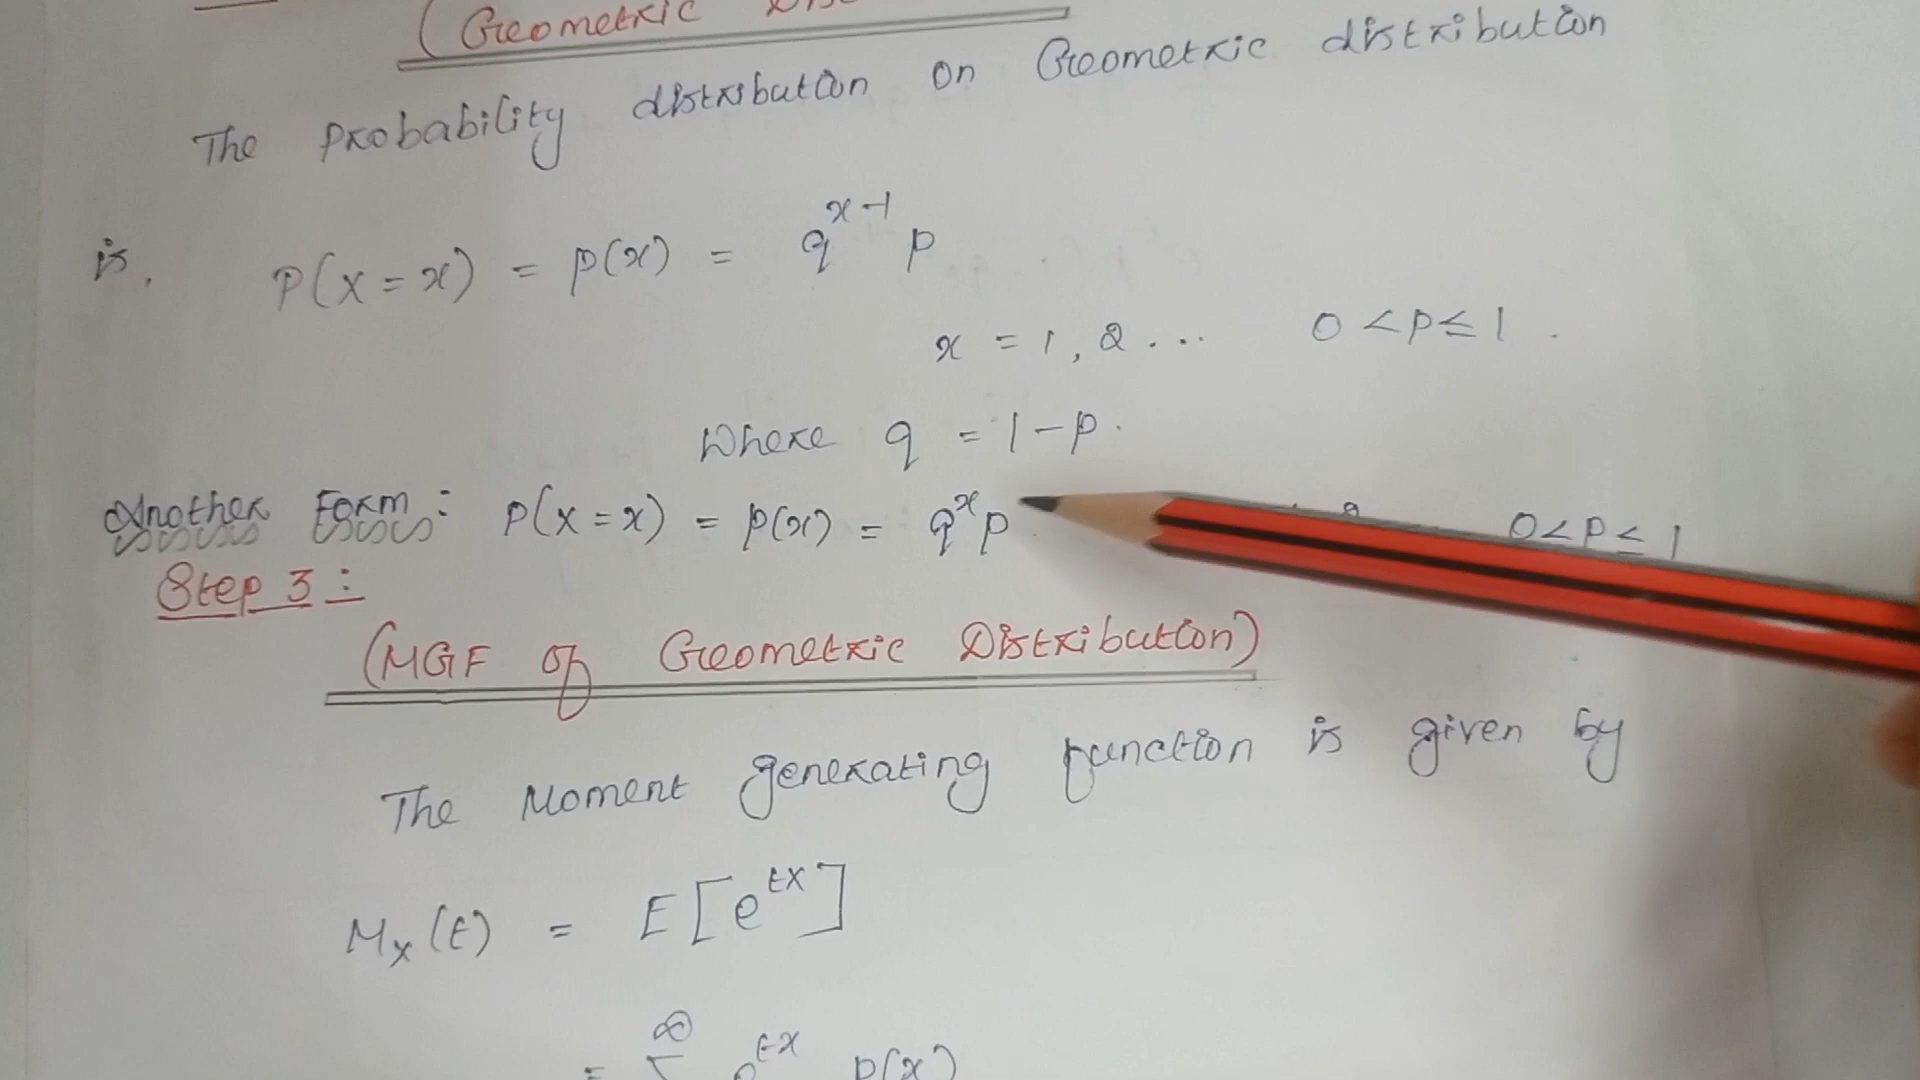 (Geometric
The probability distribution on Geometric distribution
is, P(X=x) = p(x) = q^{x-1} p
x = 1, 2 ... 0 < p ≤ 1.
where q = 1-p.
Another Form: P(X=x) = p(x) = q^x p 0<p≤1
Step 3:
(MGF of Geometric Distribution)
The Moment generating function is given by
M_X(t) = E[e^{tX}]
= ∑ ∞ e^{tx} p(x)